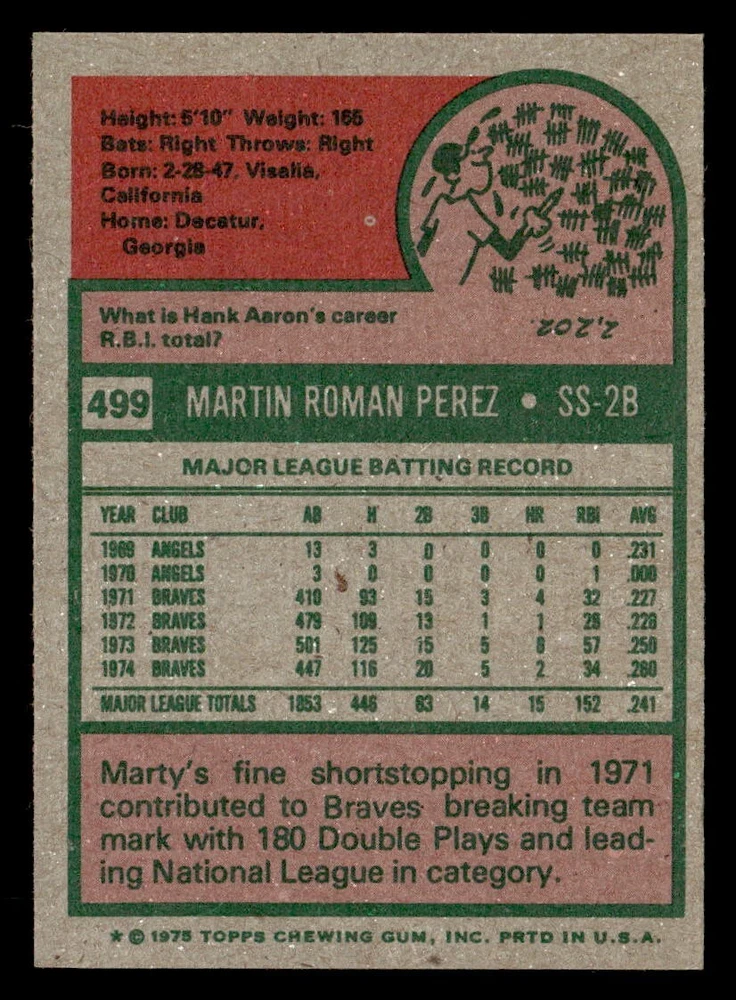 Height: 5'10" Weight: 165
Bats: Right Throws: Right
Born: 2-28-47, Visalia,
California
Home: Decatur,
Georgia
What is Hank Aaron's career
R.B.I. total?
2,202.
499 MARTIN ROMAN PEREZ • SS-2B
MAJOR LEAGUE BATTING RECORD
YEAR CLUB AB H 2B 3B HR RBI AVG
1969 ANGELS 13 3 0 0 0 0 .231
1970 ANGELS 3 0 0 0 0 1 .000
1971 BRAVES 410 93 15 3 4 32 .227
1972 BRAVES 479 109 13 1 1 28 .228
1973 BRAVES 501 125 15 5 8 57 .250
1974 BRAVES 447 116 20 5 2 34 .260
MAJOR LEAGUE TOTALS 1853 446 63 14 15 152 .241
Marty's fine shortstopping in 1971
contributed to Braves breaking team
mark with 180 Double Plays and lead-
ing National League in category.
* © 1975 TOPPS CHEWING GUM, INC. PRTD IN U.S.A.